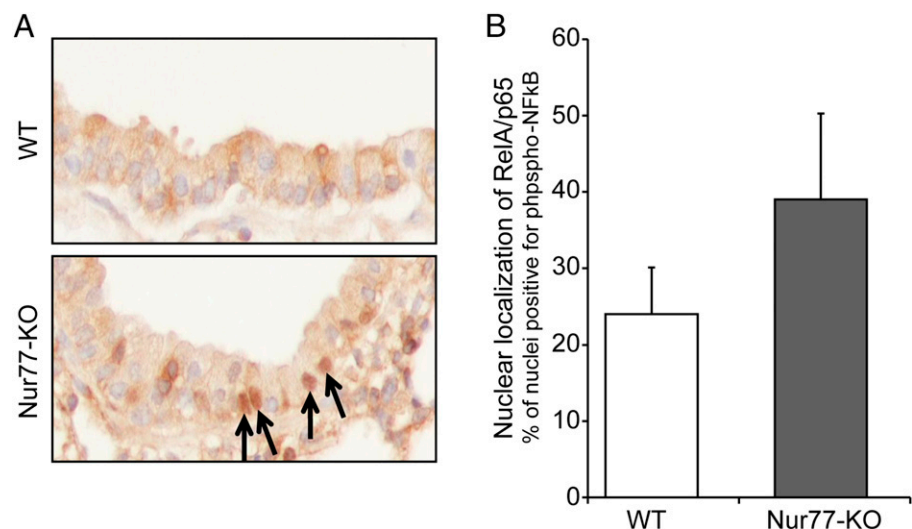 A
WT
Nur77-KO
B
Nuclear localization of RelA/p65
% of nuclei positive for phpspho-NFkB
60
50
40
30
20
10
0
WT
Nur77-KO